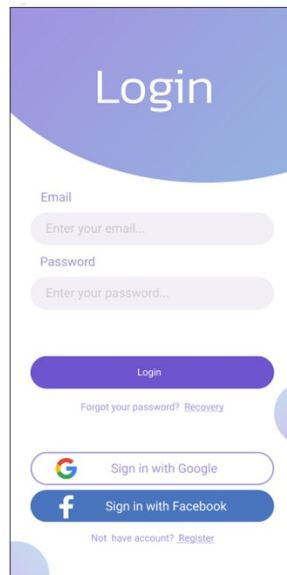 Login
Email
Enter your email...
Password
Enter your password...
Login
Forgot your password? Recovery
Sign in with Google
Sign in with Facebook
Not have account? Register